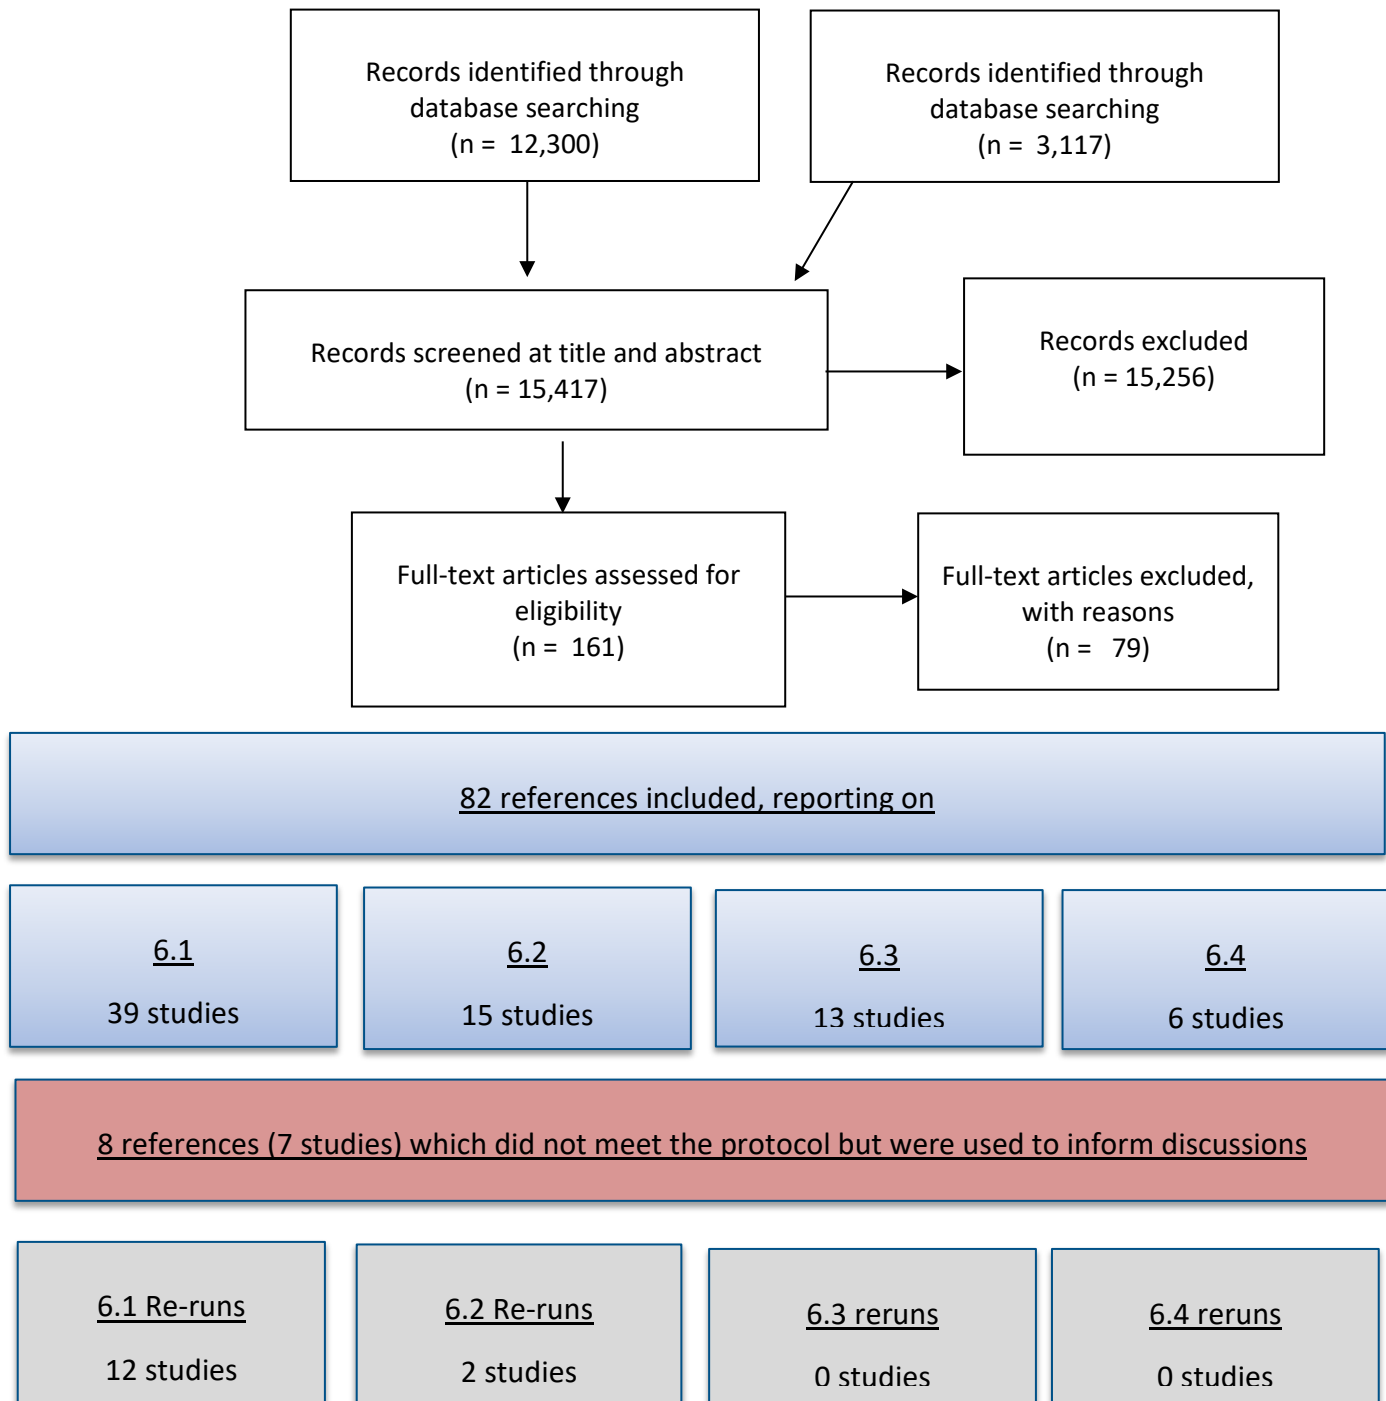 Records identified through
database searching
(n =  12,300)
Records identified through
database searching
(n =  3,117)
Records screened at title and abstract
(n = 15,417)
Records excluded
(n = 15,256)
Full-text articles assessed for
eligibility
(n =  161)
Full-text articles excluded,
with reasons
(n =   79)
82 references included, reporting on
6.1
39 studies
6.2
15 studies
6.3
13 studies
6.4
6 studies
8 references (7 studies) which did not meet the protocol but were used to inform discussions
6.1 Re-runs
12 studies
6.2 Re-runs
2 studies
6.3 reruns
0 studies
6.4 reruns
0 studies